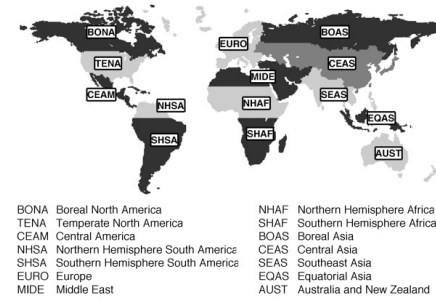 BONA
BOAS
EURO
TENA
CEAS
MIDE
CEAM
SEAS
NHSA
NHAF
EQAS
SHSA
SHAF
AUST
BONA Boreal North America
TENA Temperate North America
CEAM Central America
NHSA Northern Hemisphere South America
SHSA Southern Hemisphere South America
EURO Europe
MIDE Middle East
NHAF Northern Hemisphere Africa
SHAF Southern Hemisphere Africa
BOAS Boreal Asia
CEAS Central Asia
SEAS Southeast Asia
EQAS Equatorial Asia
AUST Australia and New Zealand